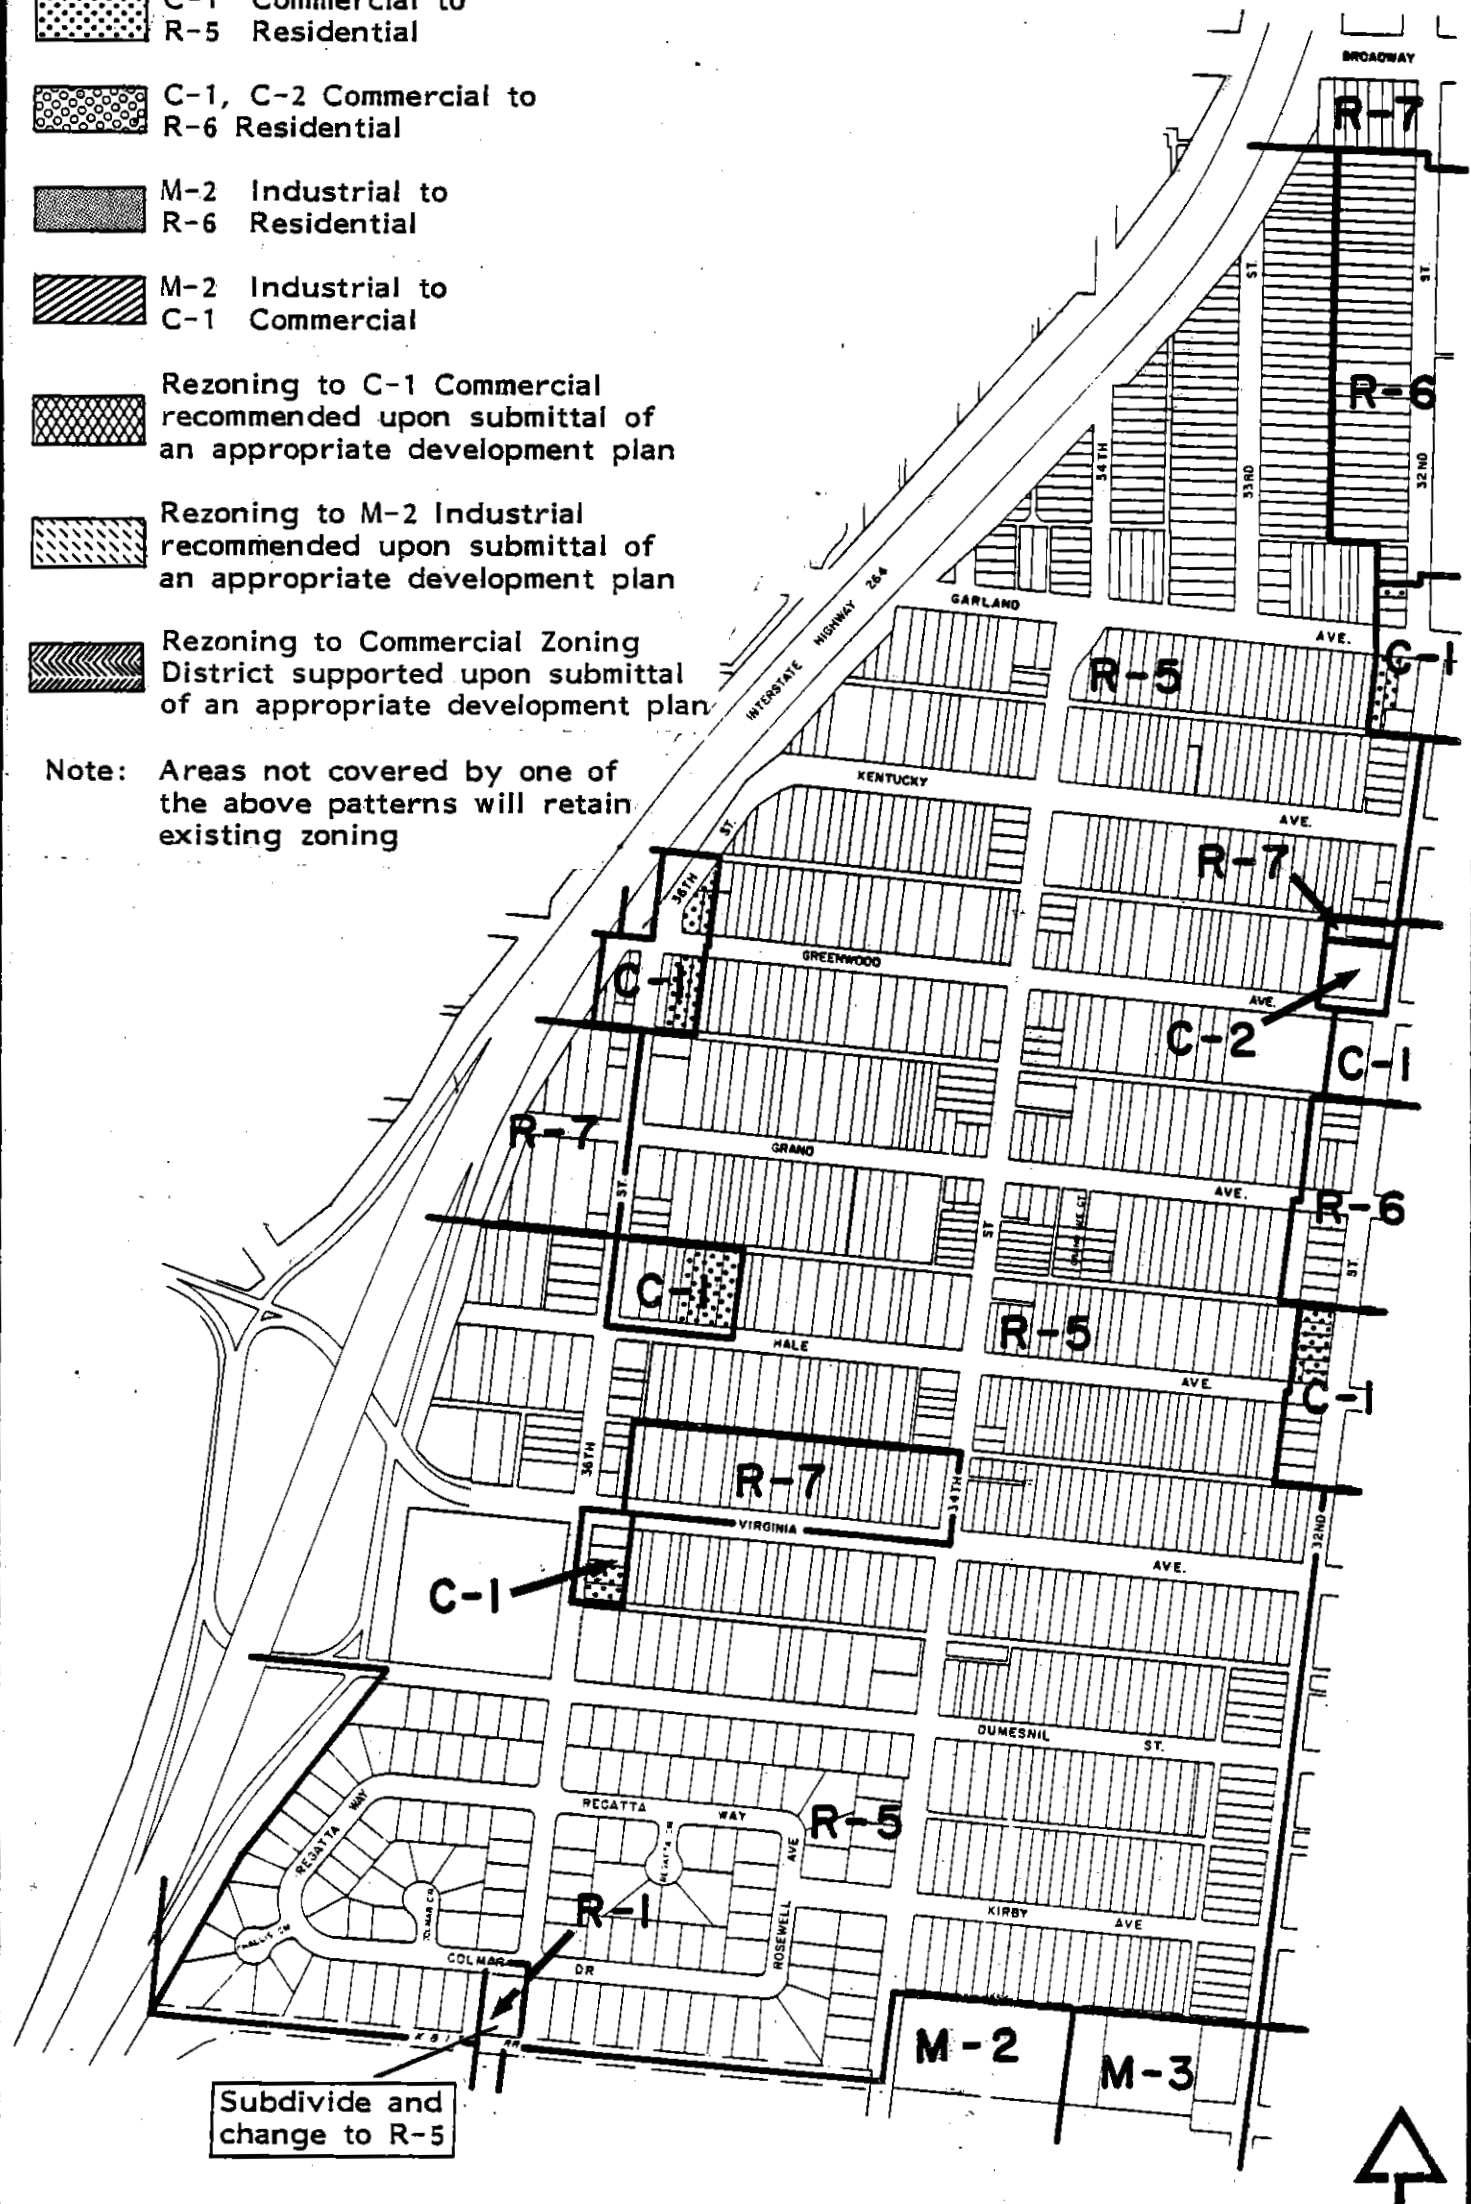 C-1 Commercial to
R-5 Residential
C-1, C-2 Commercial to
R-6 Residential
M-2 Industrial to
R-6 Residential
M-2 Industrial to
C-1 Commercial
Rezoning to C-1 Commercial
recommended upon submittal of
an appropriate development plan
Rezoning to M-2 Industrial
recommended upon submittal of
an appropriate development plan
Rezoning to Commercial Zoning
District supported upon submittal
of an appropriate development plan
Note: Areas not covered by one of
the above patterns will retain
existing zoning
BROADWAY
R-7
ST.
ST.
R-6
34TH
33RD
32ND
INTERSTATE HIGHWAY 264
GARLAND AVE.
C-1
R-5
KENTUCKY AVE.
36TH ST.
R-7
GREENWOOD AVE.
C-1
C-2
C-1
R-7
GRAND AVE.
ST.
ST
R-6
ST.
C-1
R-5
HALE AVE.
C-1
36TH
R-7
34TH
VIRGINIA AVE.
32ND
C-1
DUMESNIL ST.
REGATTA WAY
REGATTA WAY
R-5
AVE
ROSEWELL
COLMAR CIR
R-1
KIRBY AVE
COLMAR DR
K & I RR
M-2
M-3
Subdivide and
change to R-5